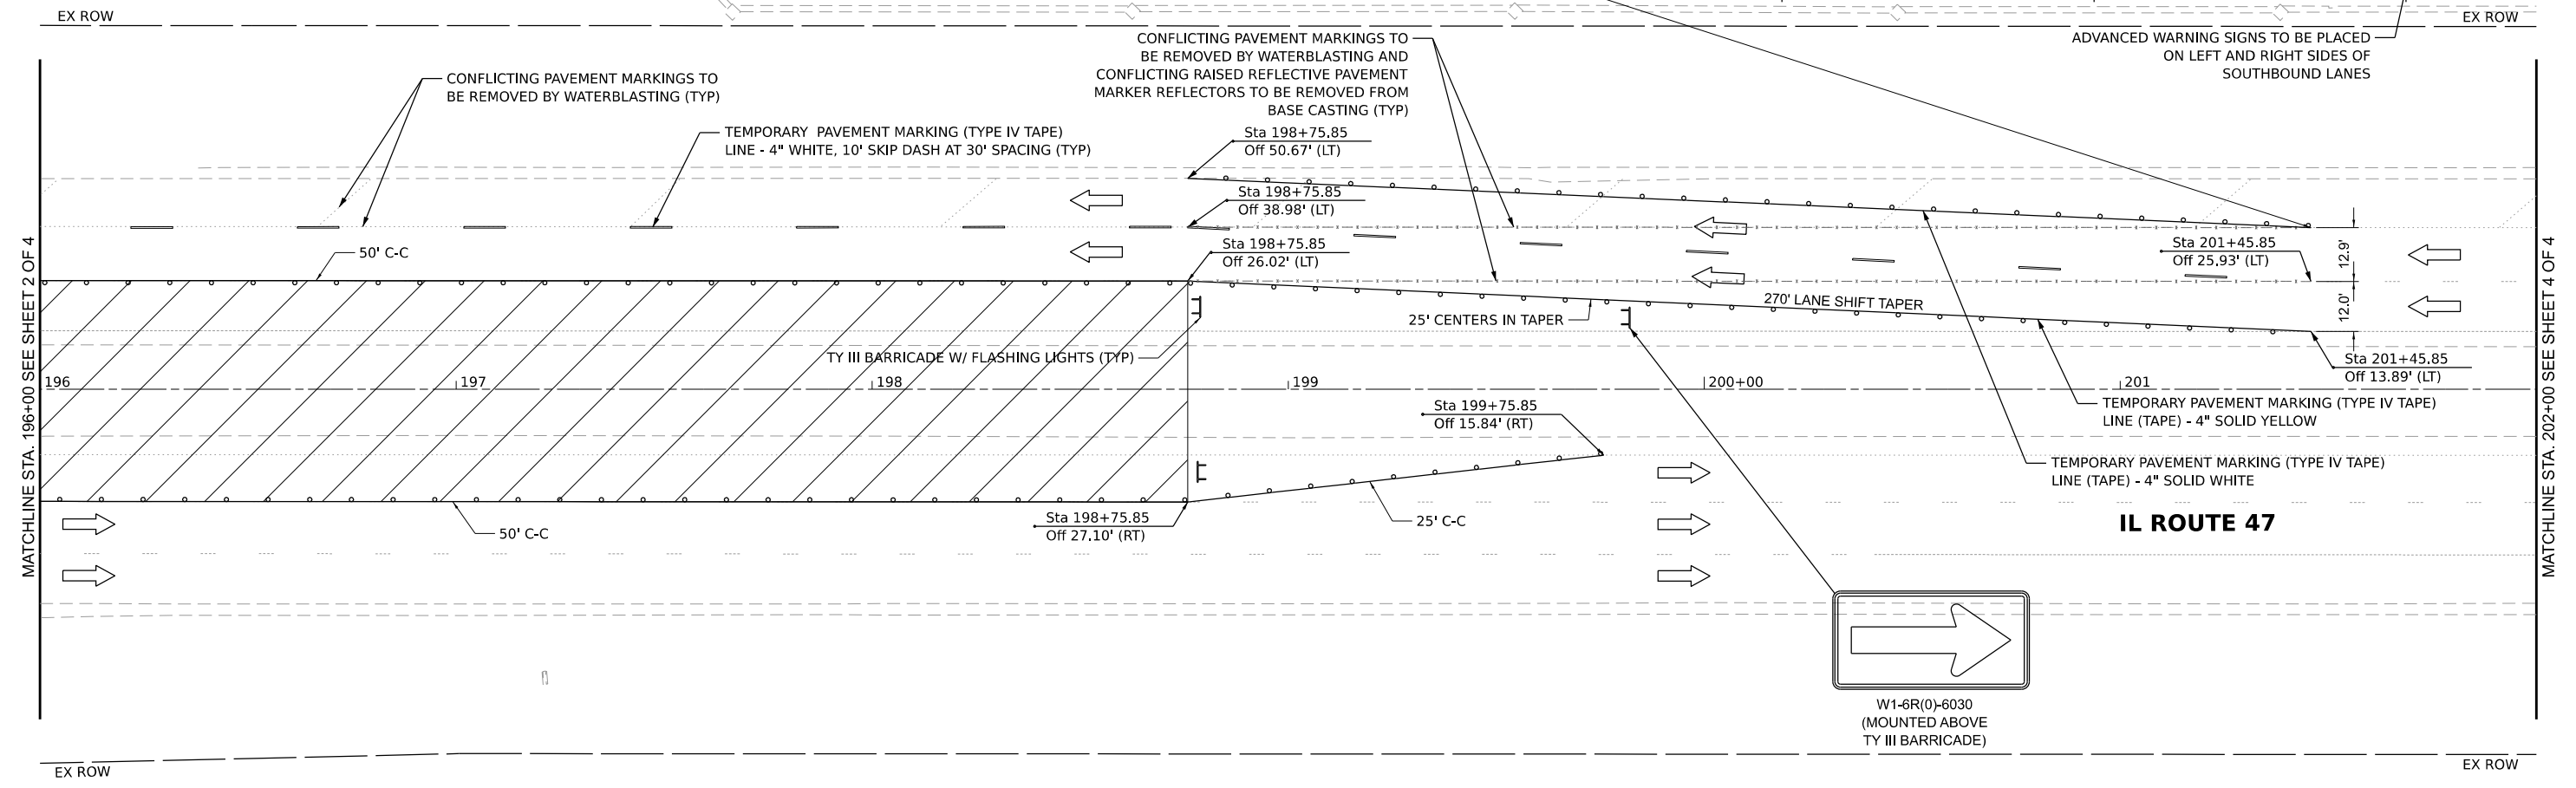 EX ROW
EX ROW
CONFLICTING PAVEMENT MARKINGS TO
BE REMOVED BY WATERBLASTING (TYP)
CONFLICTING PAVEMENT MARKINGS TO
BE REMOVED BY WATERBLASTING AND
CONFLICTING RAISED REFLECTIVE PAVEMENT
MARKER REFLECTORS TO BE REMOVED FROM
BASE CASTING (TYP)
ADVANCED WARNING SIGNS TO BE PLACED
ON LEFT AND RIGHT SIDES OF
SOUTHBOUND LANES
TEMPORARY PAVEMENT MARKING (TYPE IV TAPE)
LINE - 4" WHITE, 10' SKIP DASH AT 30' SPACING (TYP)
Sta 198+75.85
Off 50.67' (LT)
Sta 198+75.85
Off 38.98' (LT)
Sta 198+75.85
Off 26.02' (LT)
Sta 201+45.85
Off 25.93' (LT)
12.9'
12.0'
50' C-C
MATCHLINE STA. 196+00 SEE SHEET 2 OF 4
MATCHLINE STA. 202+00 SEE SHEET 4 OF 4
270' LANE SHIFT TAPER
25' CENTERS IN TAPER
TY III BARRICADE W/ FLASHING LIGHTS (TYP)
Sta 201+45.85
Off 13.89' (LT)
196
197
198
199
200+00
201
Sta 199+75.85
Off 15.84' (RT)
TEMPORARY PAVEMENT MARKING (TYPE IV TAPE)
LINE (TAPE) - 4" SOLID YELLOW
TEMPORARY PAVEMENT MARKING (TYPE IV TAPE)
LINE (TAPE) - 4" SOLID WHITE
50' C-C
Sta 198+75.85
Off 27.10' (RT)
25' C-C
IL ROUTE 47
W1-6R(0)-6030
(MOUNTED ABOVE
TY III BARRICADE)
EX ROW
EX ROW